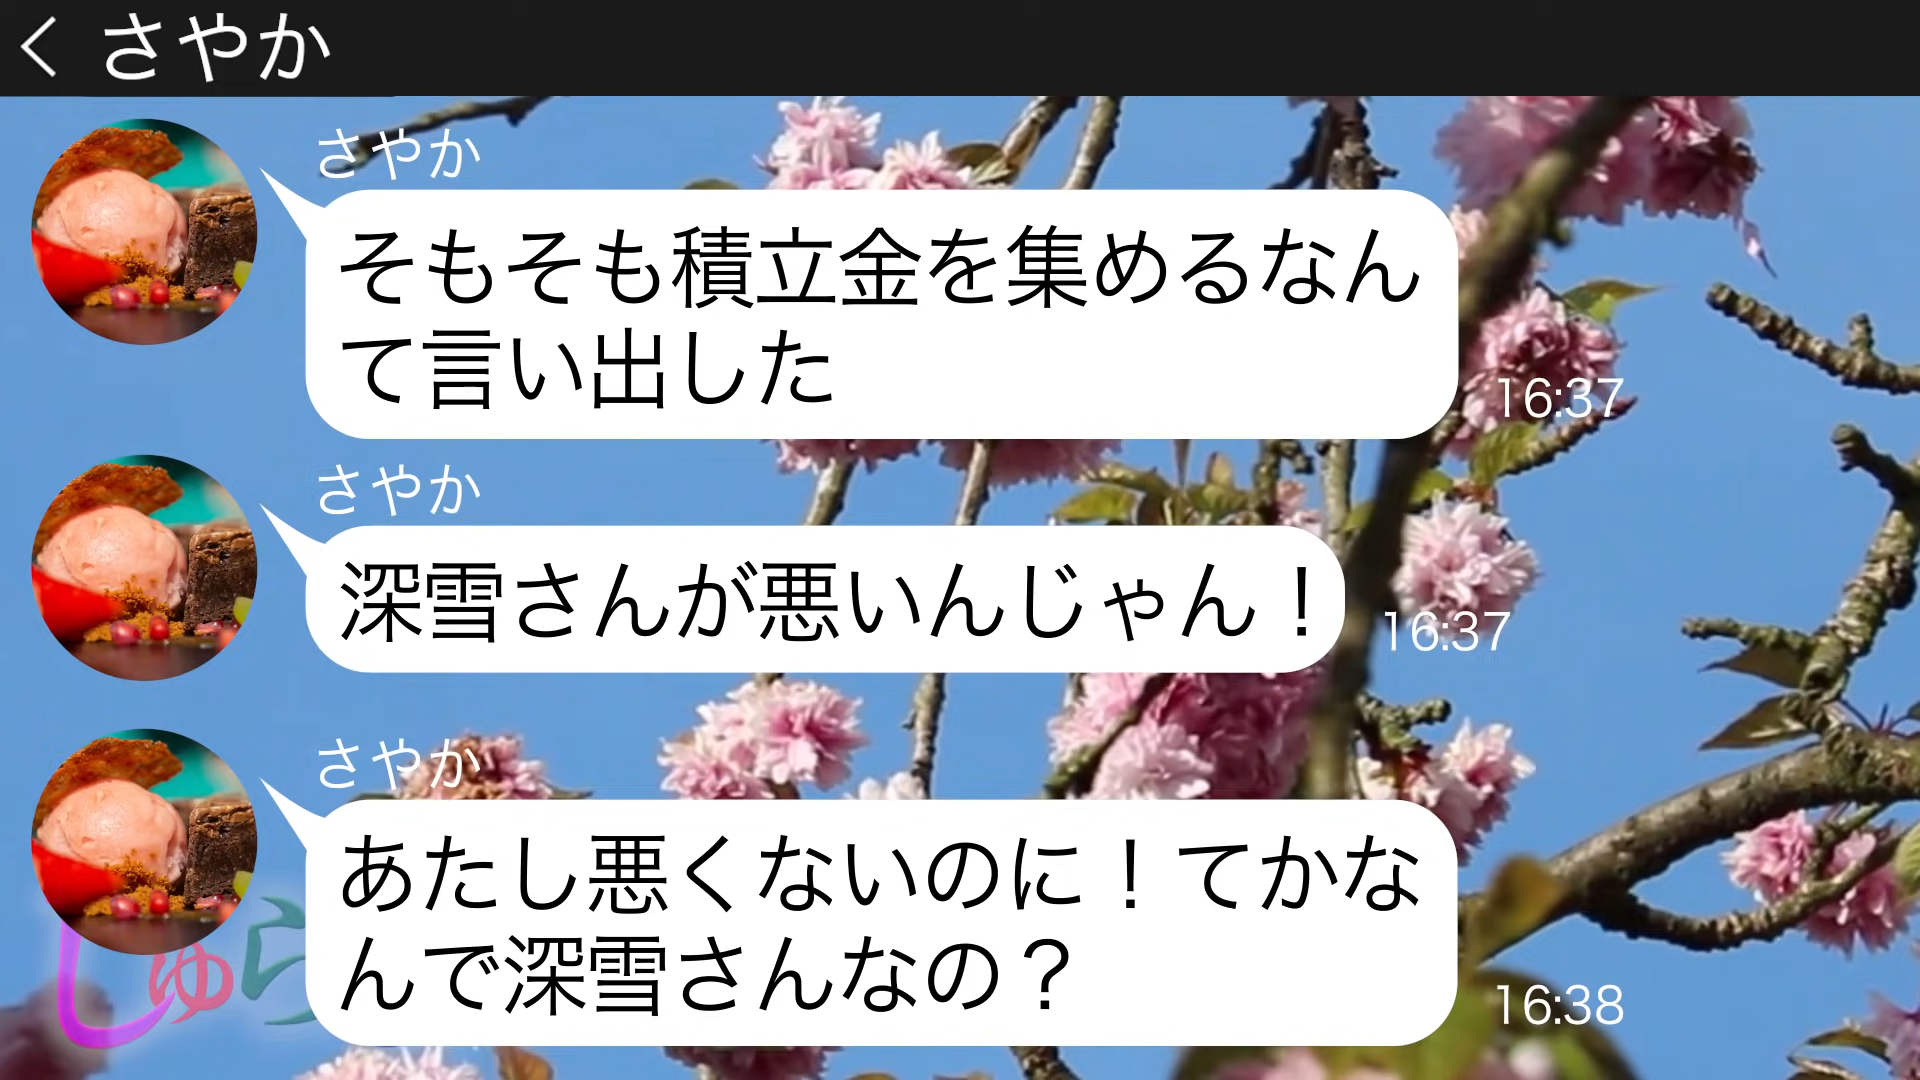 さやか
さやか
そもそも積立金を集めるなん
て言い出した
16:37
さやか
深雪さんが悪いんじゃん！
16:37
さやか
あたし悪くないのに！てかな
んで深雪さんなの？
16:38
しゅら